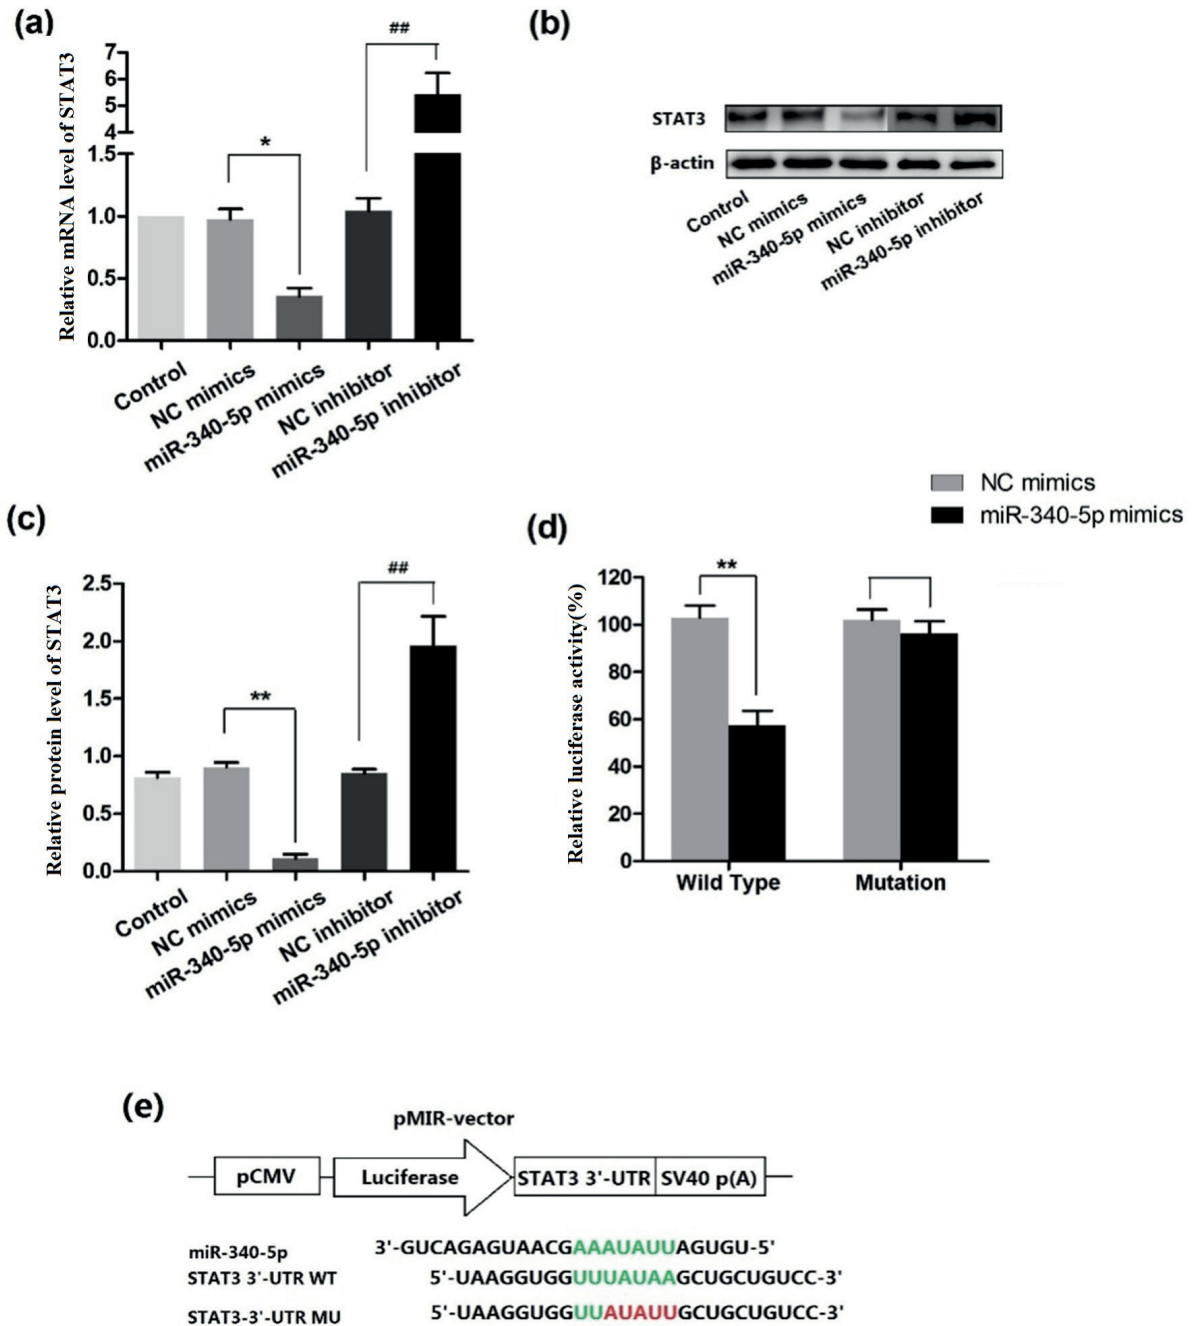 (a)
Relative mRNA level of STAT3
7
6
5
4
1.5
1.0
0.5
0.0
*
##
Control
NC mimics
miR-340-5p mimics
NC inhibitor
miR-340-5p inhibitor
(b)
STAT3
β-actin
Control
NC mimics
miR-340-5p mimics
NC inhibitor
miR-340-5p inhibitor
(c)
Relative protein level of STAT3
2.5
2.0
1.5
1.0
0.5
0.0
**
##
Control
NC mimics
miR-340-5p mimics
NC inhibitor
miR-340-5p inhibitor
(d)
NC mimics
miR-340-5p mimics
Relative luciferase activity(%)
120
100
80
60
40
20
0
**
Wild Type
Mutation
(e)
pMIR-vector
pCMV
Luciferase
STAT3 3'-UTR
SV40 p(A)
miR-340-5p 3'-GUCAGAGUAACGAAAUAUUAGUGU-5'
STAT3 3'-UTR WT 5'-UAAGGUGGUUUAUAAGCUGCUGUCC-3'
STAT3-3'-UTR MU 5'-UAAGGUGGUUAUAUUGCUGCUGUCC-3'